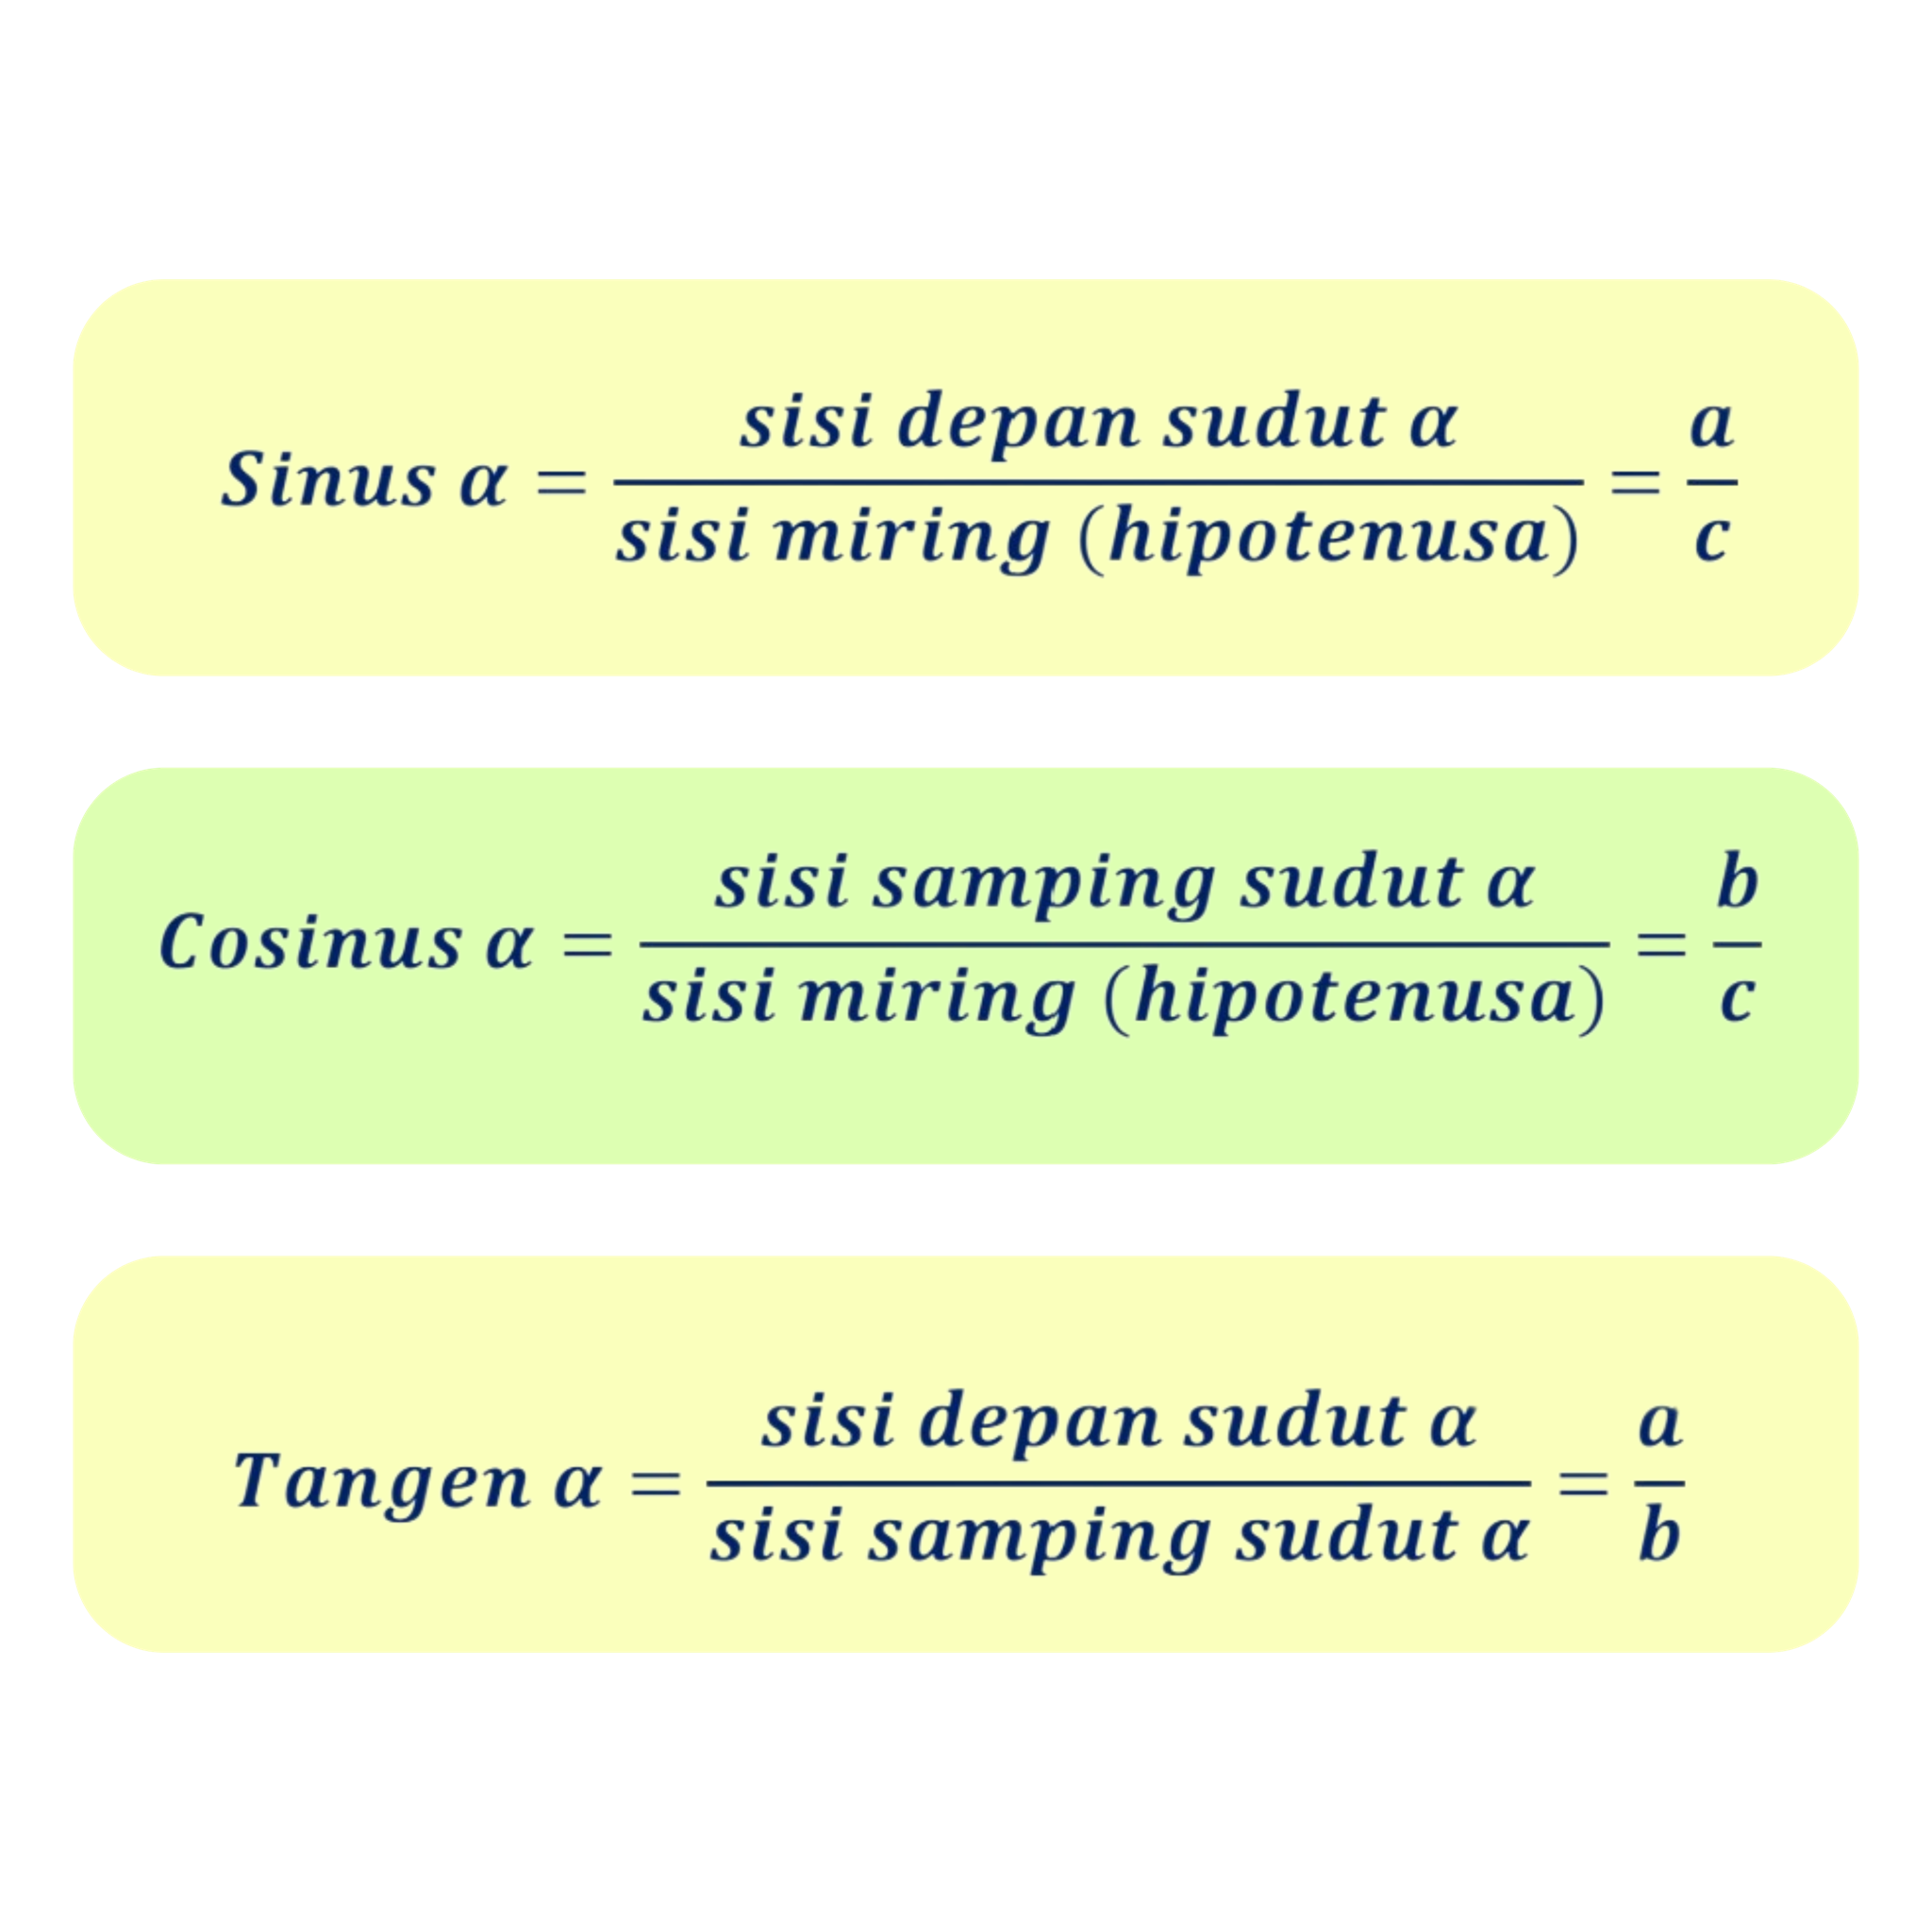 Sinus α = sisi depan sudut α / sisi miring (hipotenusa) = a / c
Cosinus α = sisi samping sudut α / sisi miring (hipotenusa) = b / c
Tangen α = sisi depan sudut α / sisi samping sudut α = a / b